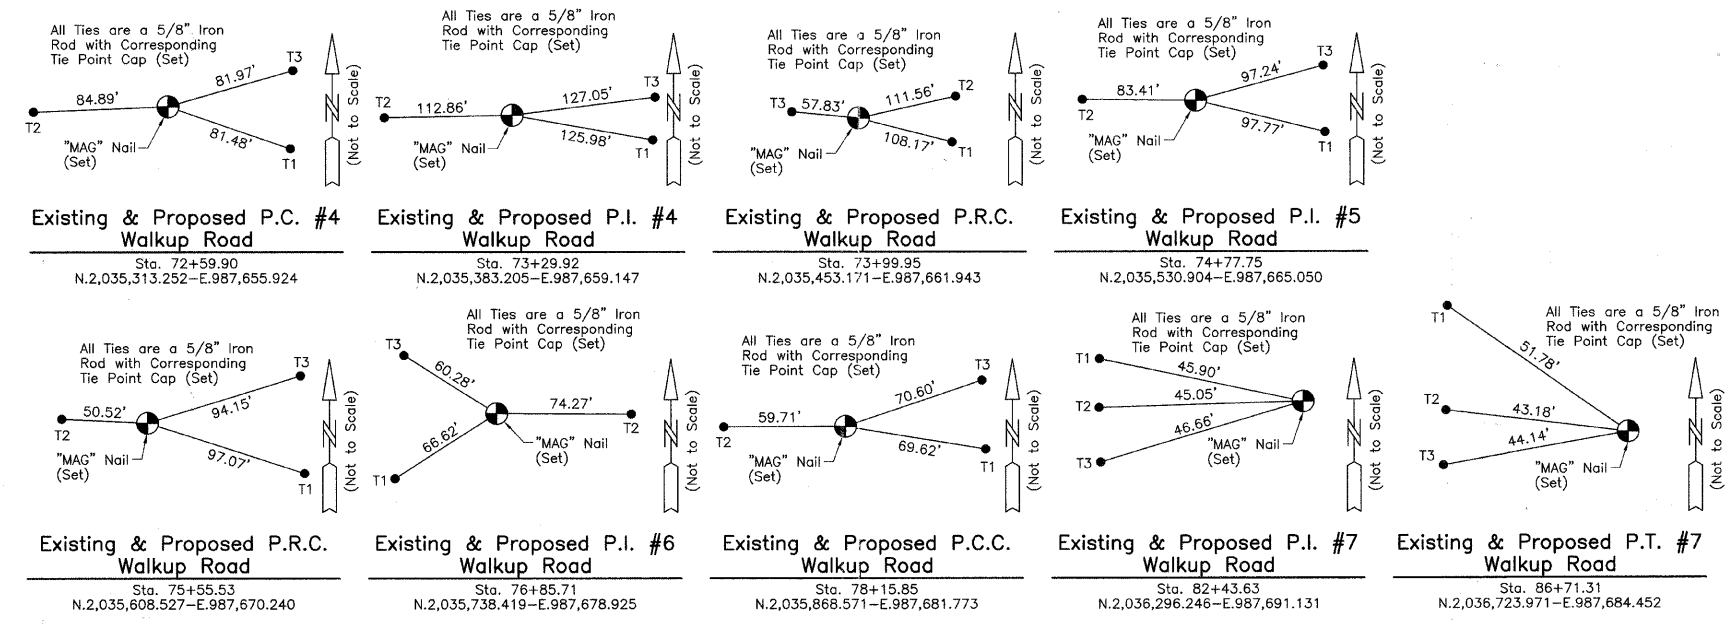 All Ties are a 5/8" Iron
Rod with Corresponding
Tie Point Cap (Set)
T3
81.97'
84.89'
T2
81.48'
"MAG" Nail
(Set)
T1
N
(Not to Scale)
Existing & Proposed P.C. #4
Walkup Road
Sta. 72+59.90
N.2,035,313.252-E.987,655.924
All Ties are a 5/8" Iron
Rod with Corresponding
Tie Point Cap (Set)
T3
T2
127.05'
112.86'
125.98'
"MAG" Nail
(Set)
T1
N
(Not to Scale)
Existing & Proposed P.I. #4
Walkup Road
Sta. 73+29.92
N.2,035,383.205-E.987,659.147
All Ties are a 5/8" Iron
Rod with Corresponding
Tie Point Cap (Set)
T2
T3
57.83'
111.56'
108.17'
T1
"MAG" Nail
(Set)
N
(Not to Scale)
Existing & Proposed P.R.C.
Walkup Road
Sta. 73+99.95
N.2,035,453.171-E.987,661.943
All Ties are a 5/8" Iron
Rod with Corresponding
Tie Point Cap (Set)
T3
97.24'
83.41'
T2
97.77'
"MAG" Nail
(Set)
T1
N
(Not to Scale)
Existing & Proposed P.I. #5
Walkup Road
Sta. 74+77.75
N.2,035,530.904-E.987,665.050
All Ties are a 5/8" Iron
Rod with Corresponding
Tie Point Cap (Set)
T3
94.15'
50.52'
T2
97.07'
"MAG" Nail
(Set)
T1
N
(Not to Scale)
Existing & Proposed P.R.C.
Walkup Road
Sta. 75+55.53
N.2,035,608.527-E.987,670.240
All Ties are a 5/8" Iron
Rod with Corresponding
Tie Point Cap (Set)
T3
60.28'
74.27'
T2
66.62'
"MAG" Nail
(Set)
T1
N
(Not to Scale)
Existing & Proposed P.I. #6
Walkup Road
Sta. 76+85.71
N.2,035,738.419-E.987,678.925
All Ties are a 5/8" Iron
Rod with Corresponding
Tie Point Cap (Set)
T3
70.60'
59.71'
T2
69.62'
T1
"MAG" Nail
(Set)
N
(Not to Scale)
Existing & Proposed P.C.C.
Walkup Road
Sta. 78+15.85
N.2,035,868.571-E.987,681.773
All Ties are a 5/8" Iron
Rod with Corresponding
Tie Point Cap (Set)
T1
45.90'
T2
45.05'
46.66'
T3
"MAG" Nail
(Set)
N
(Not to Scale)
Existing & Proposed P.I. #7
Walkup Road
Sta. 82+43.63
N.2,036,296.246-E.987,691.131
All Ties are a 5/8" Iron
Rod with Corresponding
Tie Point Cap (Set)
T1
51.78'
T2
43.18'
44.14'
T3
"MAG" Nail
(Set)
N
(Not to Scale)
Existing & Proposed P.T. #7
Walkup Road
Sta. 86+71.31
N.2,036,723.971-E.987,684.452